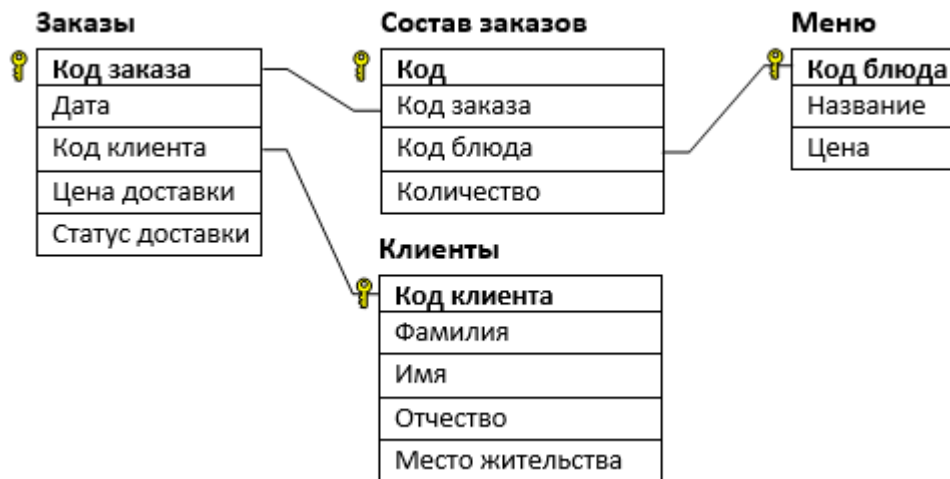 Заказы
Код заказа
Дата
Код клиента
Цена доставки
Статус доставки
Состав заказов
Код
Код заказа
Код блюда
Количество
Меню
Код блюда
Название
Цена
Клиенты
Код клиента
Фамилия
Имя
Отчество
Место жительства